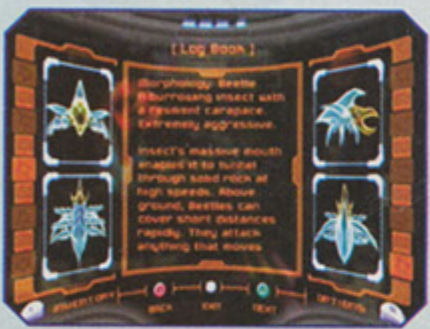 [Log Book]
Morphology: Beetle
A burrowing insect with
a resilient carapace.
Extremely aggressive.
Insect's massive mouth
enables it to tunnel
through solid rock at
high speeds. Above
ground, Beetles can
cover short distances
rapidly. They attack
anything that moves
INVENTORY
BACK
EXIT
NEXT
OPTIONS